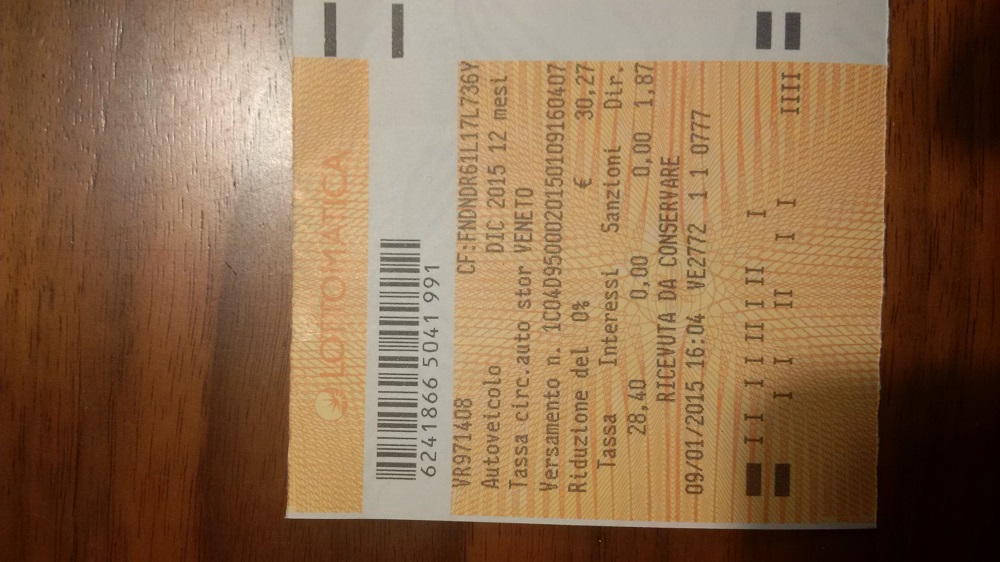 LOTTOMATICA
6241866 5041 991
VR971408 CF:FNDNDR61L17L736Y
Autoveicolo DIC 2015 12 mesi
Tassa circ.auto stor VENETO
Versamento n. 1C04D95000201501091604O7
Riduzione del 0% € 30,27
Tassa Interessi Sanzioni Dir.
28,40 0,00 0,00 1,87
RICEVUTA DA CONSERVARE
09/01/2015 16:04 VE2772 1 1 0777